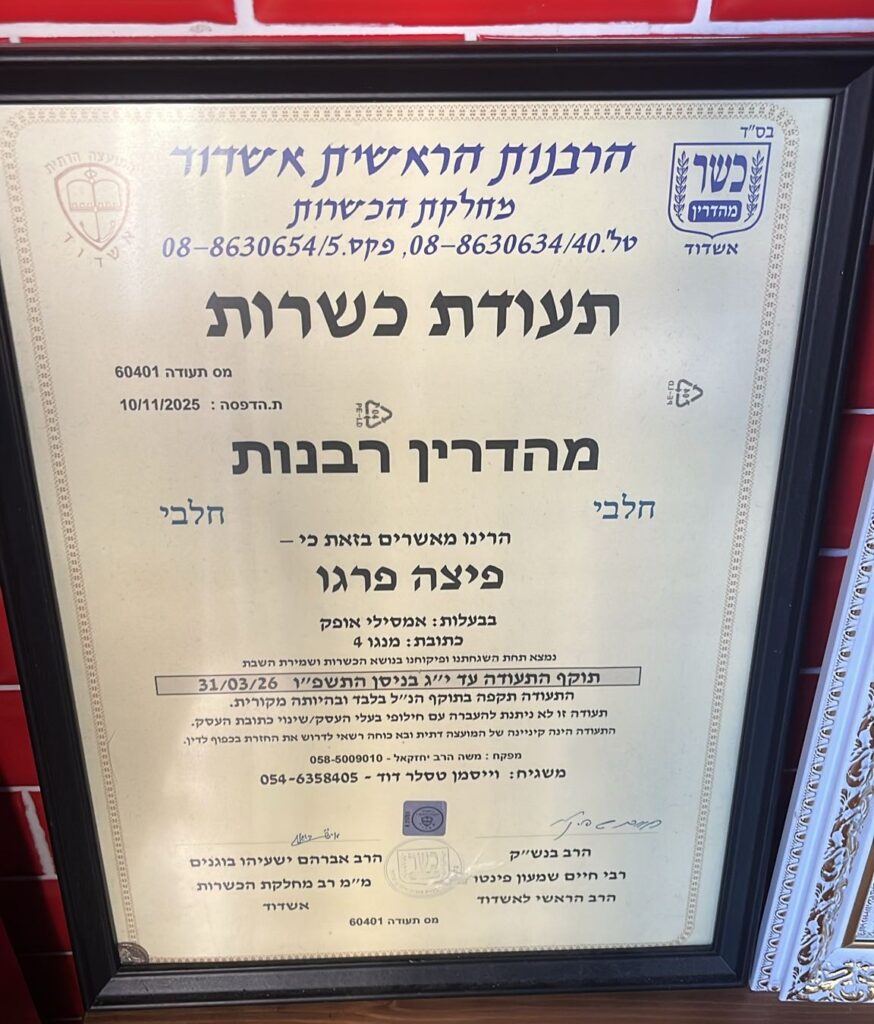 בס"ד
הרבנות הראשית אשדוד
כשר
מהדרין
אשדוד
מועצה הדתית
אשדוד
מחלקת הכשרות
טל'. 08-8630634/40, פקס. 08-8630654/5
תעודת כשרות
מס תעודה 60401
ת.הדפסה : 10/11/2025
מהדרין רבנות
חלבי חלבי
הרינו מאשרים בזאת כי –
פיצה פרגו
בבעלות: אמסילי אופק
כתובת: מנגו 4
נמצא תחת השגחתנו ופיקוחנו בנושא הכשרות ושמירת השבת
תוקף התעודה עד י״ג בניסן התשפ״ו 31/03/26
התעודה תקפה בתוקף הנ״ל בלבד ובהיותה מקורית.
תעודה זו לא ניתנת להעברה עם חילופי בעלי העסק/שינוי כתובת העסק.
התעודה הינה קיניינה של המועצה דתית ובא כוחה רשאי לדרוש את החזרת בכפוף לדין.
מפקח : משה הרב יחזקאל - 058-5009010
משגיח: וייסמן טסלר דוד - 054-6358405
הרב בנש״ק
רבי חיים שמעון פינטו
הרב הראשי לאשדוד
הרב אברהם ישעיהו בוגנים
מ״מ רב מחלקת הכשרות
אשדוד
כשר
מס תעודה 60401